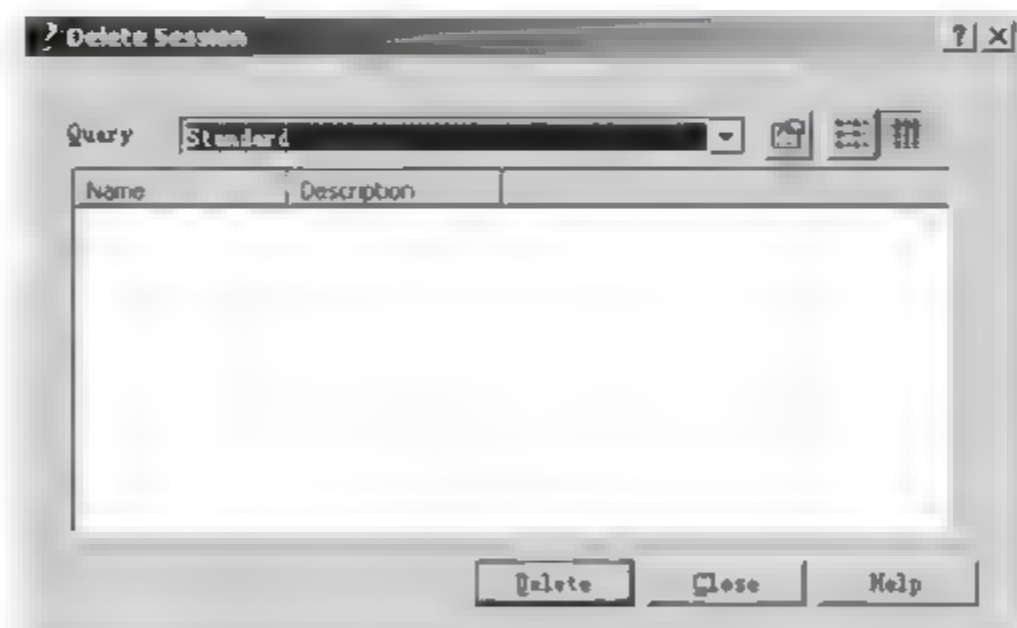 Delete Session
Query Standard
Name Description
Delete Close Help